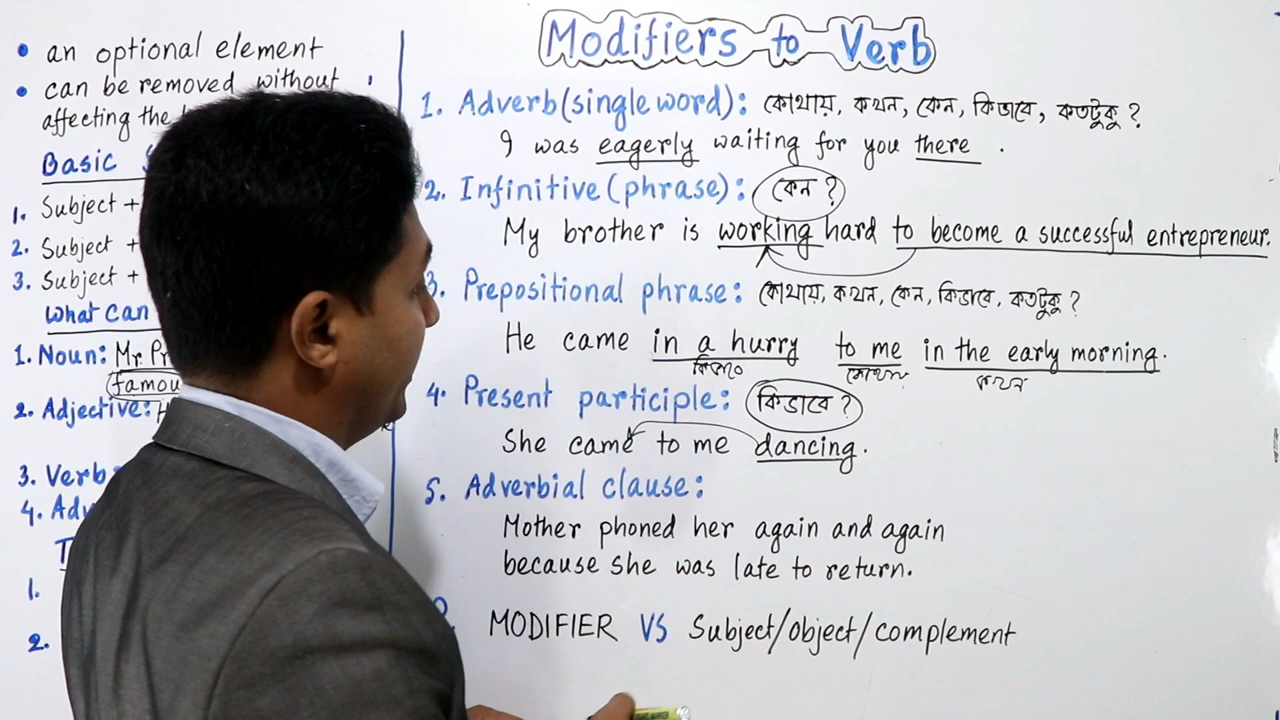 • an optional element
• can be removed without
affecting the
Basic
1. Subject +
2. Subject +
3. Subject +
What can
1. Noun: Mr.
famou
2. Adjective:
3. Verb
4. Adv
1.
2.
Modifiers to Verb
1. Adverb (single word): কোথায়, কখন, কেন, কিভাবে, কতটুকু ?
I was eagerly waiting for you there .
2. Infinitive (phrase): কেন ?
My brother is working hard to become a successful entrepreneur.
3. Prepositional phrase: কোথায়, কখন, কেন, কিভাবে, কতটুকু ?
He came in a hurry to me in the early morning.
কখন
4. Present participle: কিভাবে ?
She came to me dancing.
5. Adverbial clause:
Mother phoned her again and again
because she was late to return.
MODIFIER VS Subject/object/complement